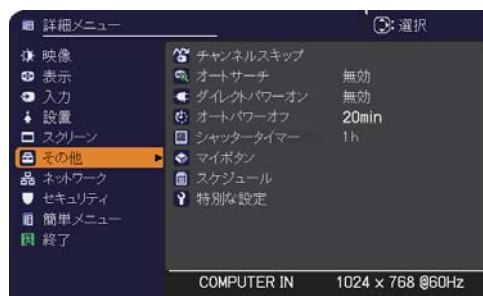 詳細メニュー
:選択
映像
表示
入力
設置
スクリーン
その他
ネットワーク
セキュリティ
簡単メニュー
終了
チャンネルスキップ
オートサーチ 無効
ダイレクトパワーオン 無効
オートパワーオフ 20min
シャッタータイマー 1h
マイボタン
スケジュール
特別な設定
COMPUTER IN 1024 x 768 @60Hz